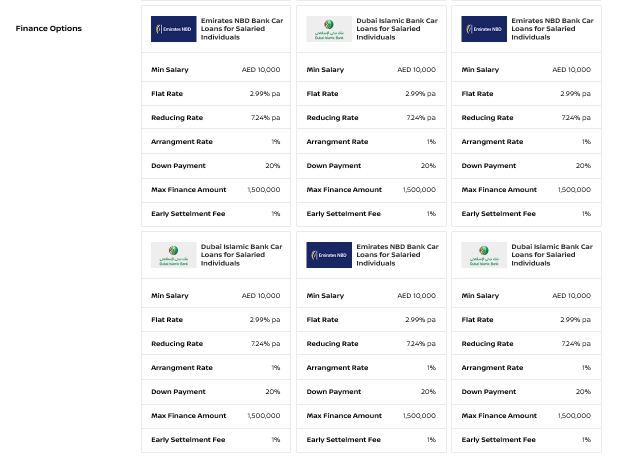 Finance Options
Emirates NBD
Emirates NBD Bank Car
Loans for Salaried
Individuals
Min Salary AED 10,000
Flat Rate 2.99% pa
Reducing Rate 7.24% pa
Arrangment Rate 1%
Down Payment 20%
Max Finance Amount 1,500,000
Early Settelment Fee 1%
بنك دبي الإسلامي
Dubai Islamic Bank
Dubai Islamic Bank Car
Loans for Salaried
Individuals
Min Salary AED 10,000
Flat Rate 2.99% pa
Reducing Rate 7.24% pa
Arrangment Rate 1%
Down Payment 20%
Max Finance Amount 1,500,000
Early Settelment Fee 1%
Emirates NBD
Emirates NBD Bank Car
Loans for Salaried
Individuals
Min Salary AED 10,000
Flat Rate 2.99% pa
Reducing Rate 7.24% pa
Arrangment Rate 1%
Down Payment 20%
Max Finance Amount 1,500,000
Early Settelment Fee 1%
بنك دبي الإسلامي
Dubai Islamic Bank
Dubai Islamic Bank Car
Loans for Salaried
Individuals
Min Salary AED 10,000
Flat Rate 2.99% pa
Reducing Rate 7.24% pa
Arrangment Rate 1%
Down Payment 20%
Max Finance Amount 1,500,000
Early Settelment Fee 1%
Emirates NBD
Emirates NBD Bank Car
Loans for Salaried
Individuals
Min Salary AED 10,000
Flat Rate 2.99% pa
Reducing Rate 7.24% pa
Arrangment Rate 1%
Down Payment 20%
Max Finance Amount 1,500,000
Early Settelment Fee 1%
بنك دبي الإسلامي
Dubai Islamic Bank
Dubai Islamic Bank Car
Loans for Salaried
Individuals
Min Salary AED 10,000
Flat Rate 2.99% pa
Reducing Rate 7.24% pa
Arrangment Rate 1%
Down Payment 20%
Max Finance Amount 1,500,000
Early Settelment Fee 1%